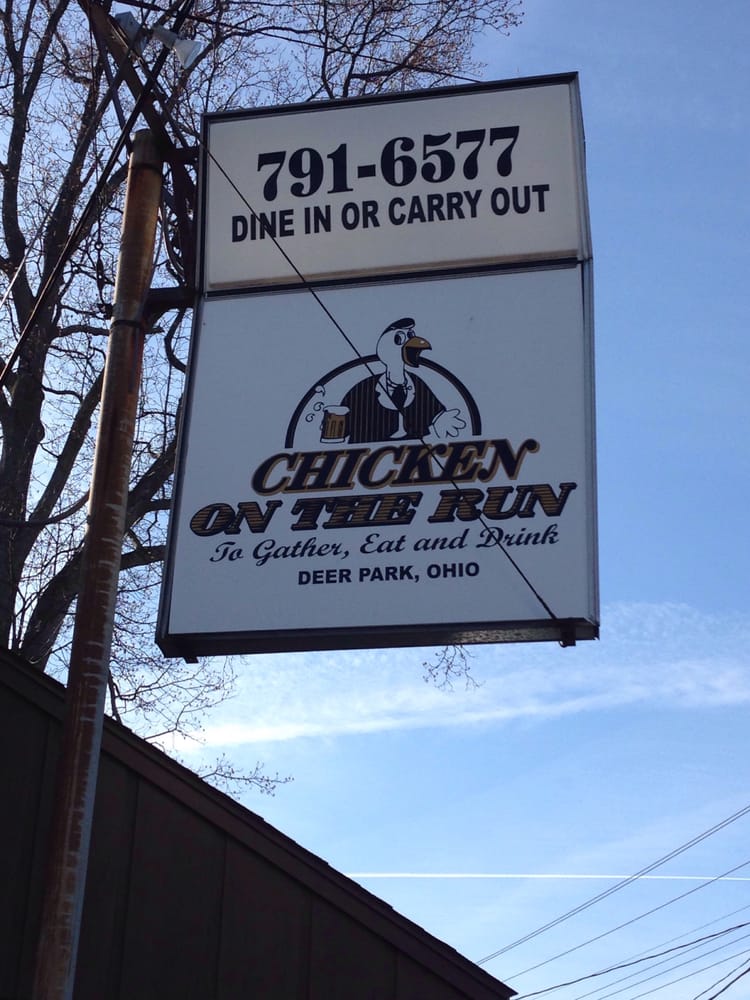 791-6577
DINE IN OR CARRY OUT
CHICKEN
ON THE RUN
To Gather, Eat and Drink
DEER PARK, OHIO